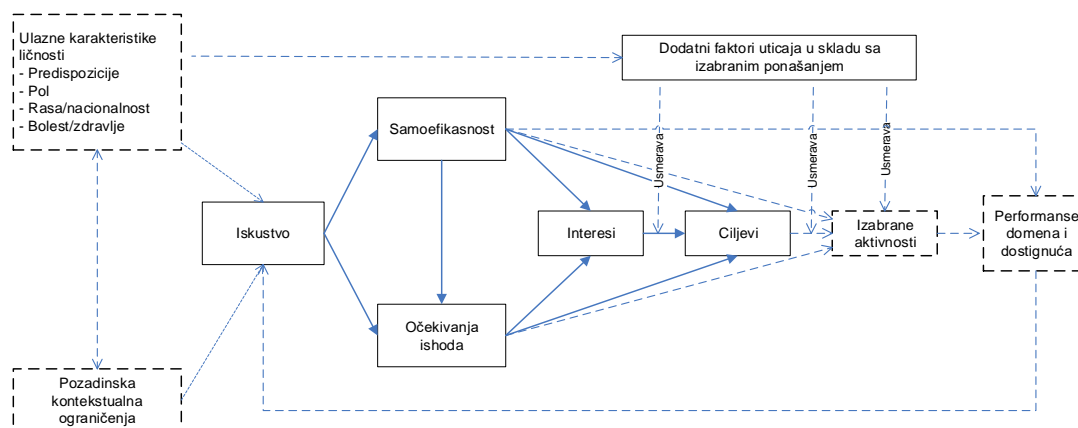 Ulazne karakteristike
ličnosti
- Predispozicije
- Pol
- Rasa/nacionalnost
- Bolest/zdravlje
Dodatni faktori uticaja u skladu sa
izabranim ponašanjem
Samoefikasnost
Usmerava
Usmerava
Usmerava
Iskustvo
Interesi
Ciljevi
Izabrane
aktivnosti
Performanse
domena i
dostignuća
Očekivanja
ishoda
Pozadinska
kontekstualna
ograničenja